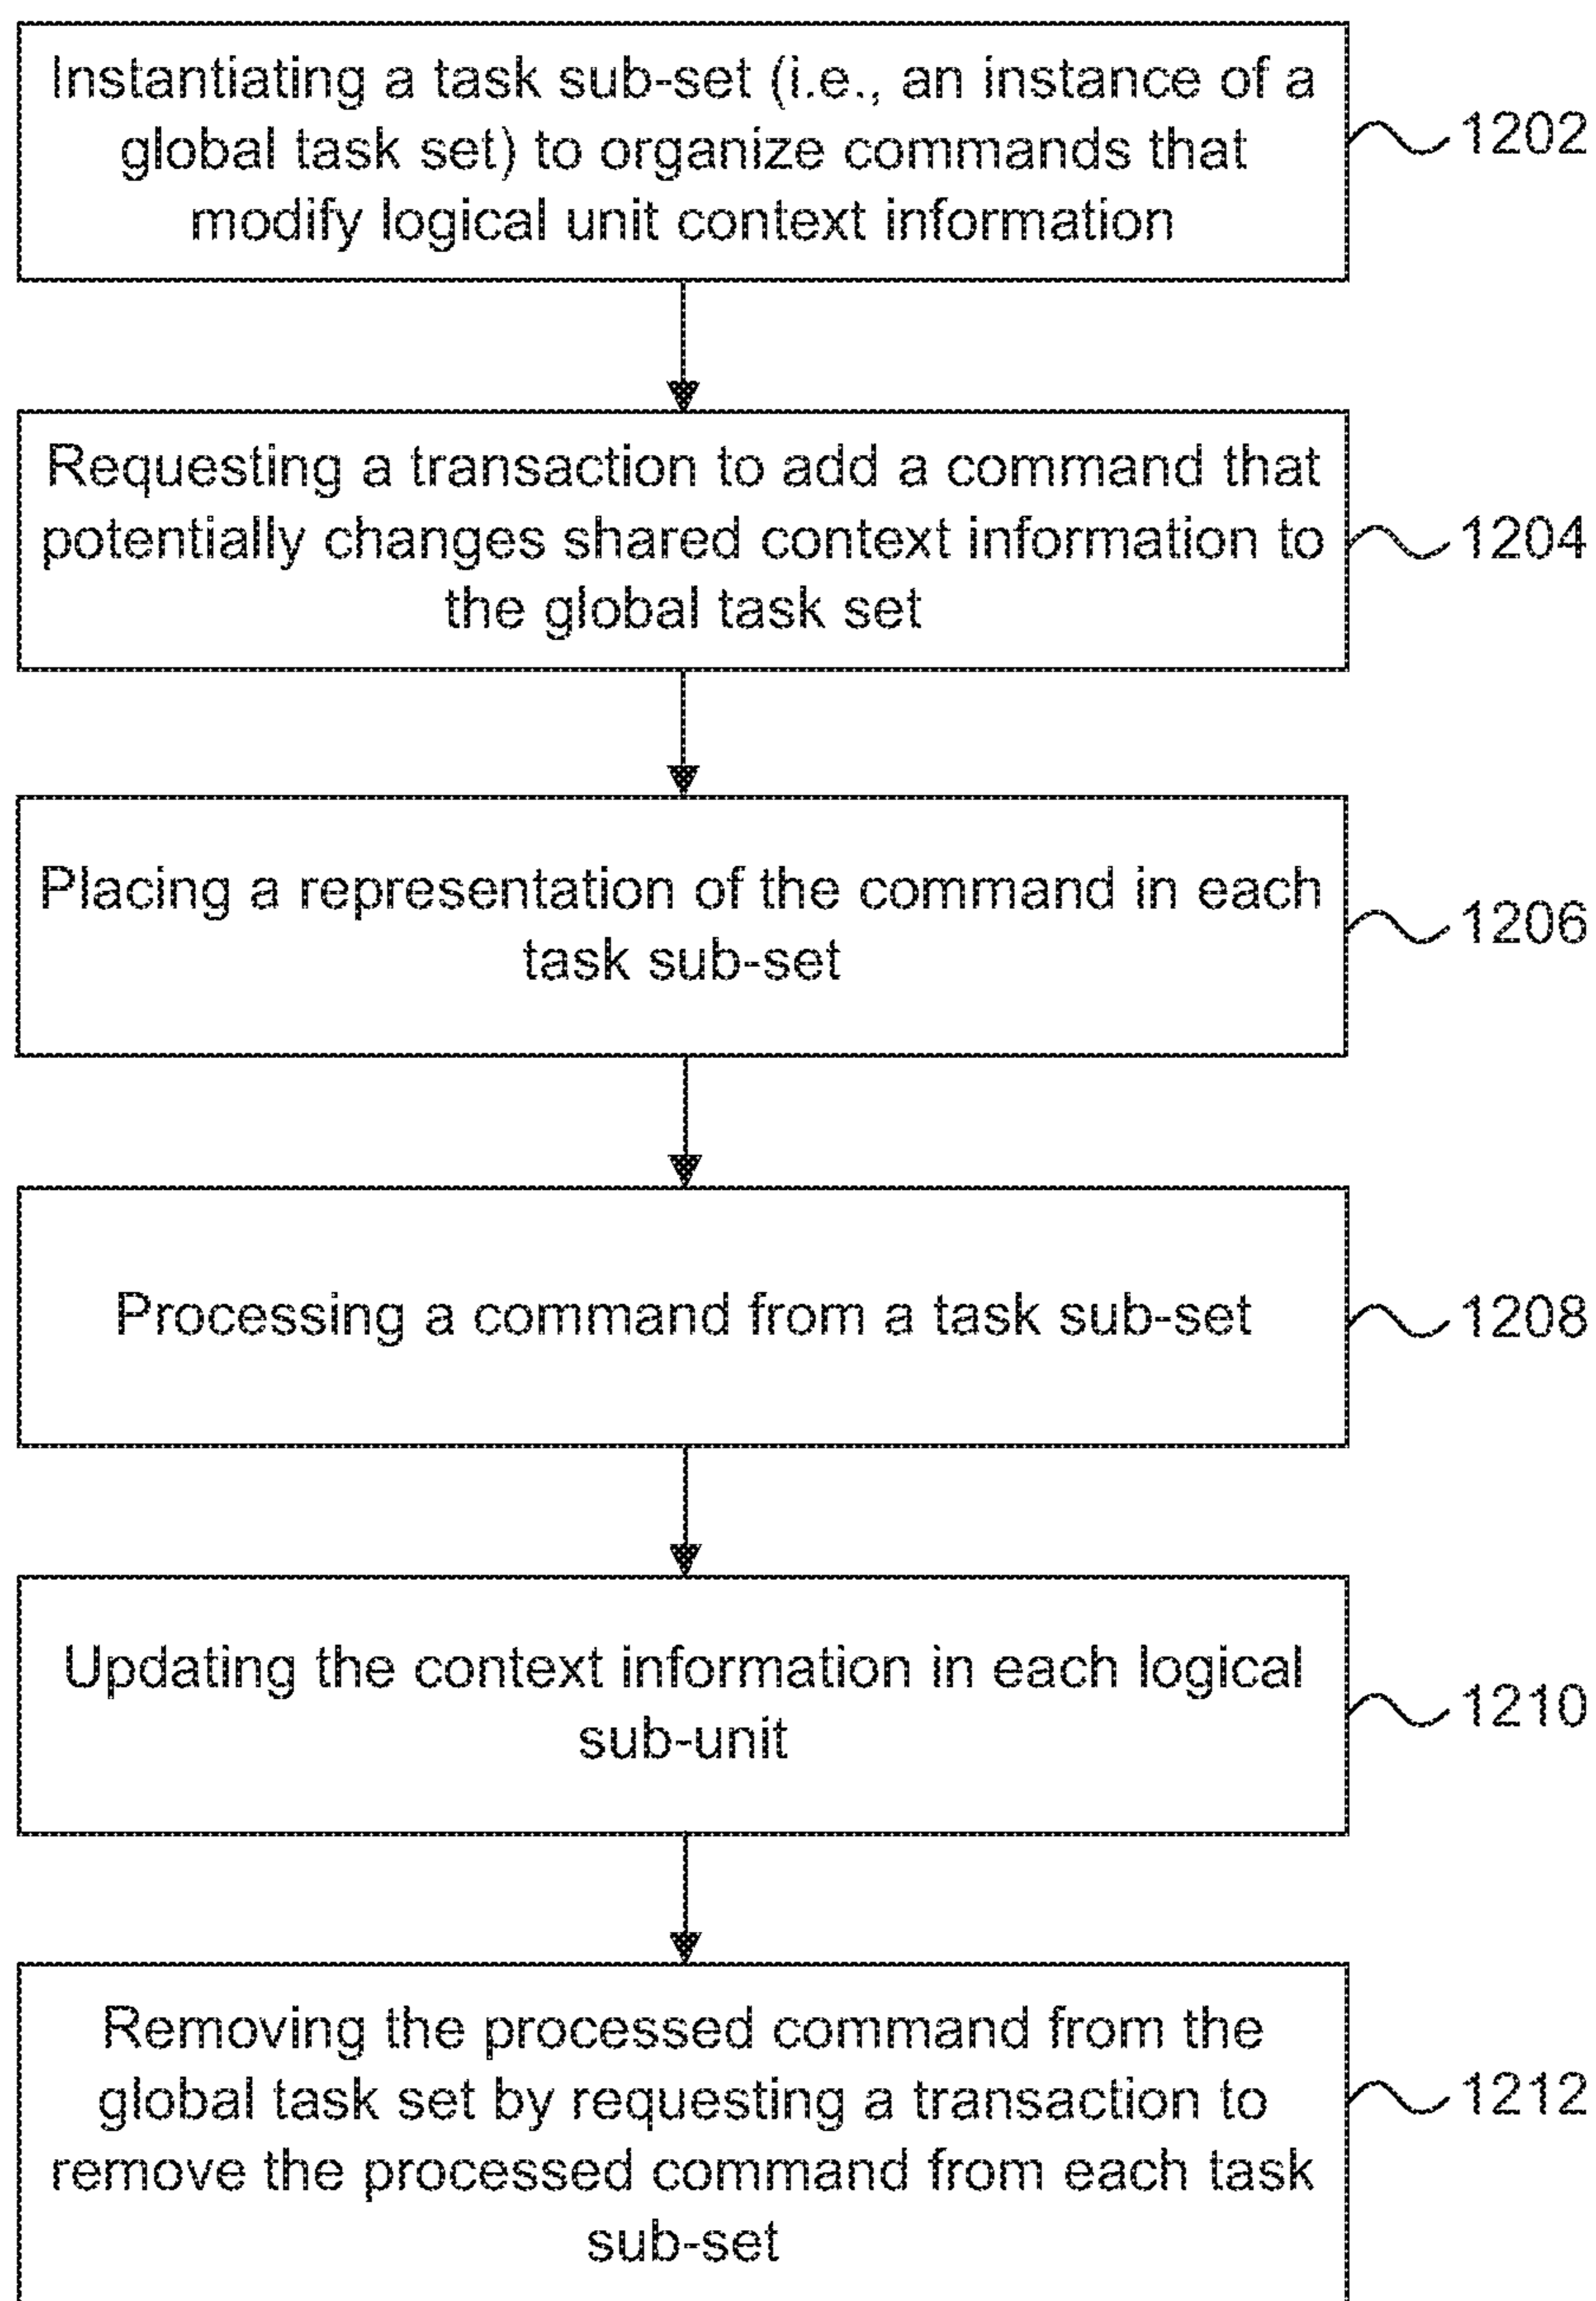 Instantiating a task sub-set (i.e., an instance of a
global task set) to organize commands that
modify logical unit context information
1202
Requesting a transaction to add a command that
potentially changes shared context information to
the global task set
1204
Placing a representation of the command in each
task sub-set
1206
Processing a command from a task sub-set
1208
Updating the context information in each logical
sub-unit
1210
Removing the processed command from the
global task set by requesting a transaction to
remove the processed command from each task
sub-set
1212